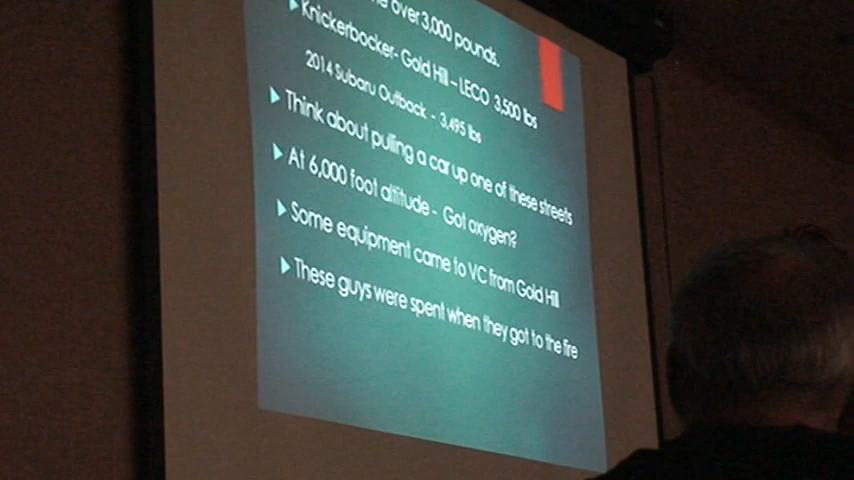 over 3,000 pounds.
Knickerbocker- Gold Hill – LECO 3,500 lbs
2014 Subaru Outback - 3,495 lbs
Think about pulling a car up one of these streets
At 6,000 foot altitude - Got oxygen?
Some equipment came to VC from Gold Hill
These guys were spent when they got to the fire